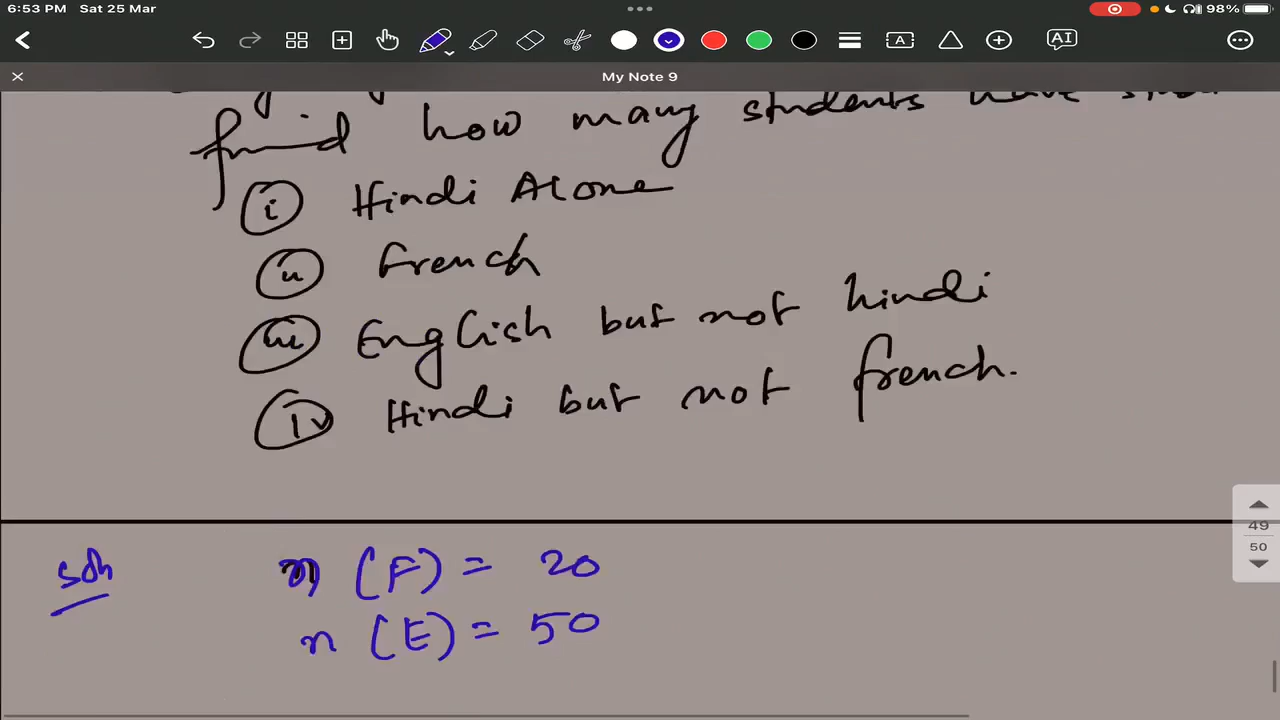 6:53 PM Sat 25 Mar
98%
A
AI
My Note 9
find how many students have
i Hindi Alone
ii French
iii English but not hindi
iv Hindi but not french.
49
50
Soln n (F) = 20
n (E) = 50